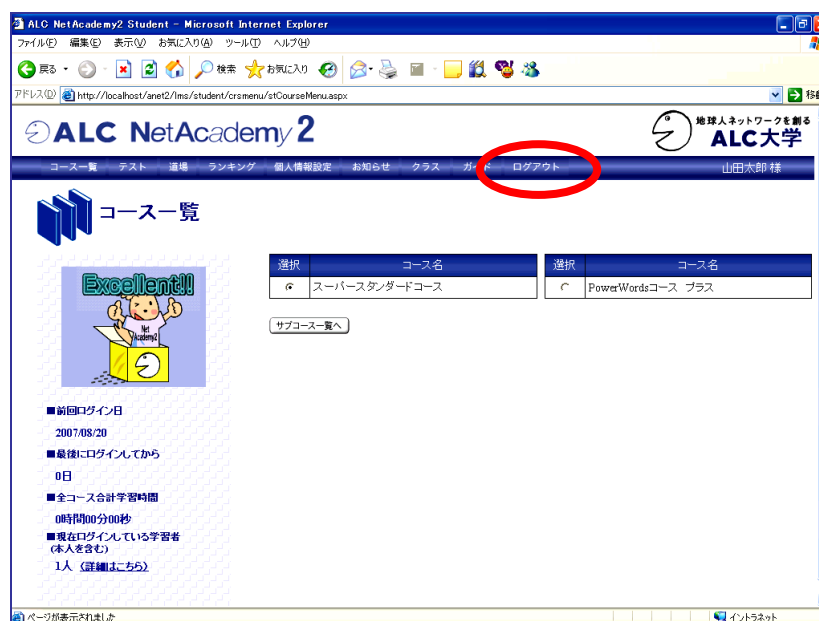 ALC NetAcademy2 Student - Microsoft Internet Explorer
ファイル(F) 編集(E) 表示(V) お気に入り(A) ツール(T) ヘルプ(H)
戻る 検索 お気に入り
アドレス(D) http://localhost/anet2/lms/student/crsmenu/stCourseMenu.aspx
ALC NetAcademy 2
地球人ネットワークを創る
ALC大学
コース一覧 テスト 道場 ランキング 個人情報設定 お知らせ クラス ガイド ログアウト 山田太郎 様
コース一覧
選択 コース名 選択 コース名
スーパースタンダードコース PowerWordsコース プラス
サブコース一覧へ
Excellent!!
Net
Academy2
■前回ログイン日
2007/08/20
■最後にログインしてから
0日
■全コース合計学習時間
0時間00分00秒
■現在ログインしている学習者
(本人を含む)
1人 (詳細はこちら)
ページが表示されました イントラネット